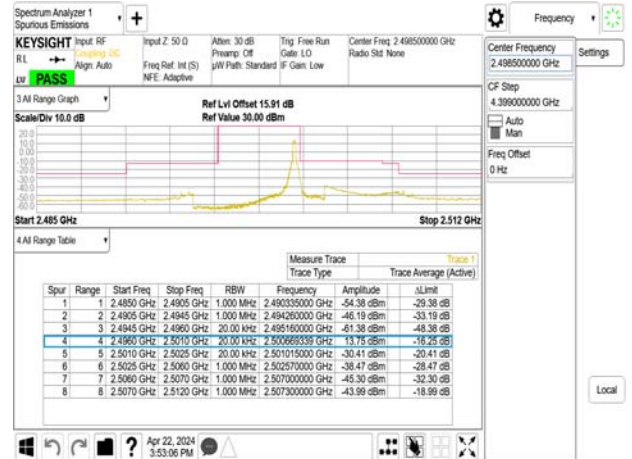 Spectrum Analyzer 1
Spurious Emissions
Frequency
KEYSIGHT
Input: RF
Coupling: DC
Align: Auto
Input Z: 50 Ω
Freq Ref: Int (S)
NFE: Adaptive
Atten: 30 dB
Preamp: Off
µW Path: Standard
Trig: Free Run
Gate: LO
IF Gain: Low
Center Freq: 2.498500000 GHz
Radio Std: None
RL
PASS
Center Frequency
2.498500000 GHz
Settings
CF Step
4.399000000 GHz
Auto
Man
Freq Offset
0 Hz
Local
3 All Range Graph
Scale/Div 10.0 dB
Ref Lvl Offset 15.91 dB
Ref Value 30.00 dBm
20.0
10.0
0.00
-10.0
-20.0
-30.0
-40.0
-50.0
-60.0
Start 2.485 GHz
Stop 2.512 GHz
4 All Range Table
Measure Trace Trace 1
Trace Type Trace Average (Active)
Spur Range Start Freq Stop Freq RBW Frequency Amplitude ΔLimit
1 1 2.4850 GHz 2.4905 GHz 1.000 MHz 2.490335000 GHz -54.38 dBm -29.38 dB
2 2 2.4905 GHz 2.4945 GHz 1.000 MHz 2.494260000 GHz -46.19 dBm -33.19 dB
3 3 2.4945 GHz 2.4960 GHz 20.00 kHz 2.495160000 GHz -61.38 dBm -48.38 dB
4 4 2.4960 GHz 2.5010 GHz 20.00 kHz 2.500669339 GHz 13.75 dBm -16.25 dB
5 5 2.5010 GHz 2.5025 GHz 20.00 kHz 2.501015000 GHz -30.41 dBm -20.41 dB
6 6 2.5025 GHz 2.5060 GHz 1.000 MHz 2.502570000 GHz -38.47 dBm -28.47 dB
7 7 2.5060 GHz 2.5070 GHz 1.000 MHz 2.507000000 GHz -45.30 dBm -32.30 dB
8 8 2.5070 GHz 2.5120 GHz 1.000 MHz 2.507300000 GHz -43.99 dBm -18.99 dB
Apr 22, 2024
3:53:06 PM